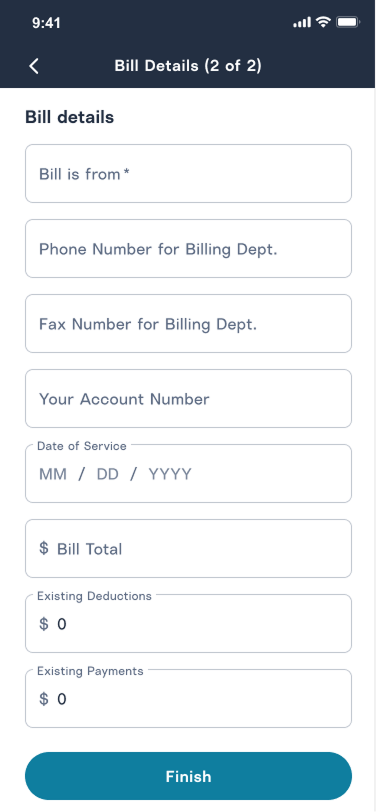 9:41
Bill Details (2 of 2)
Bill details
Bill is from*
Phone Number for Billing Dept.
Fax Number for Billing Dept.
Your Account Number
Date of Service
MM / DD / YYYY
$ Bill Total
Existing Deductions
$ 0
Existing Payments
$ 0
Finish